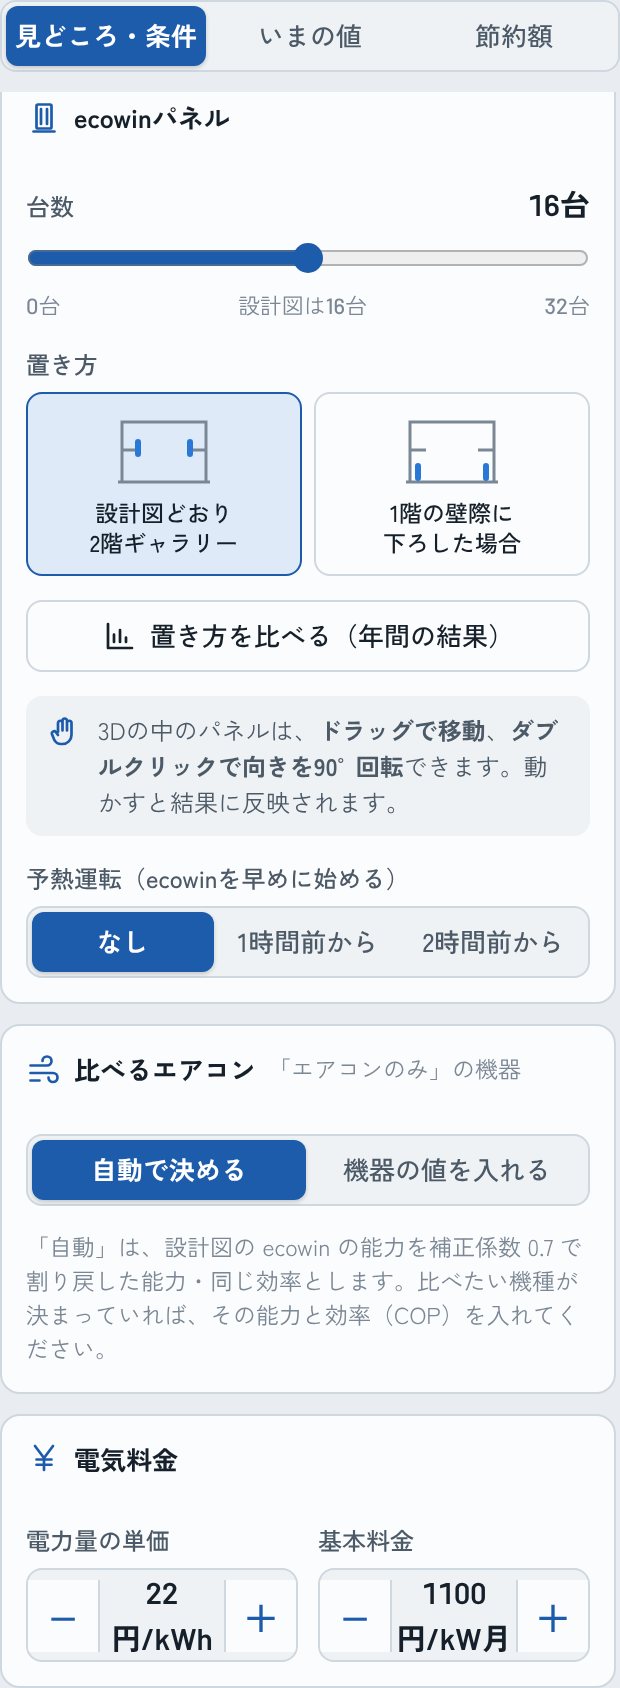 見どころ・条件 いまの値 節約額
ecowinパネル
台数 16台
0台 設計図は16台 32台
置き方
設計図どおり
2階ギャラリー
1階の壁際に
下ろした場合
置き方を比べる（年間の結果）
3Dの中のパネルは、ドラッグで移動、ダブ
ルクリックで向きを90° 回転できます。動
かすと結果に反映されます。
予熱運転（ecowinを早めに始める）
なし 1時間前から 2時間前から
比べるエアコン 「エアコンのみ」の機器
自動で決める 機器の値を入れる
「自動」は、設計図の ecowin の能力を補正係数 0.7 で
割り戻した能力・同じ効率とします。比べたい機種が
決まっていれば、その能力と効率（COP）を入れてく
ださい。
¥ 電気料金
電力量の単価 基本料金
− 22 +
円/kWh
− 1100 +
円/kW月